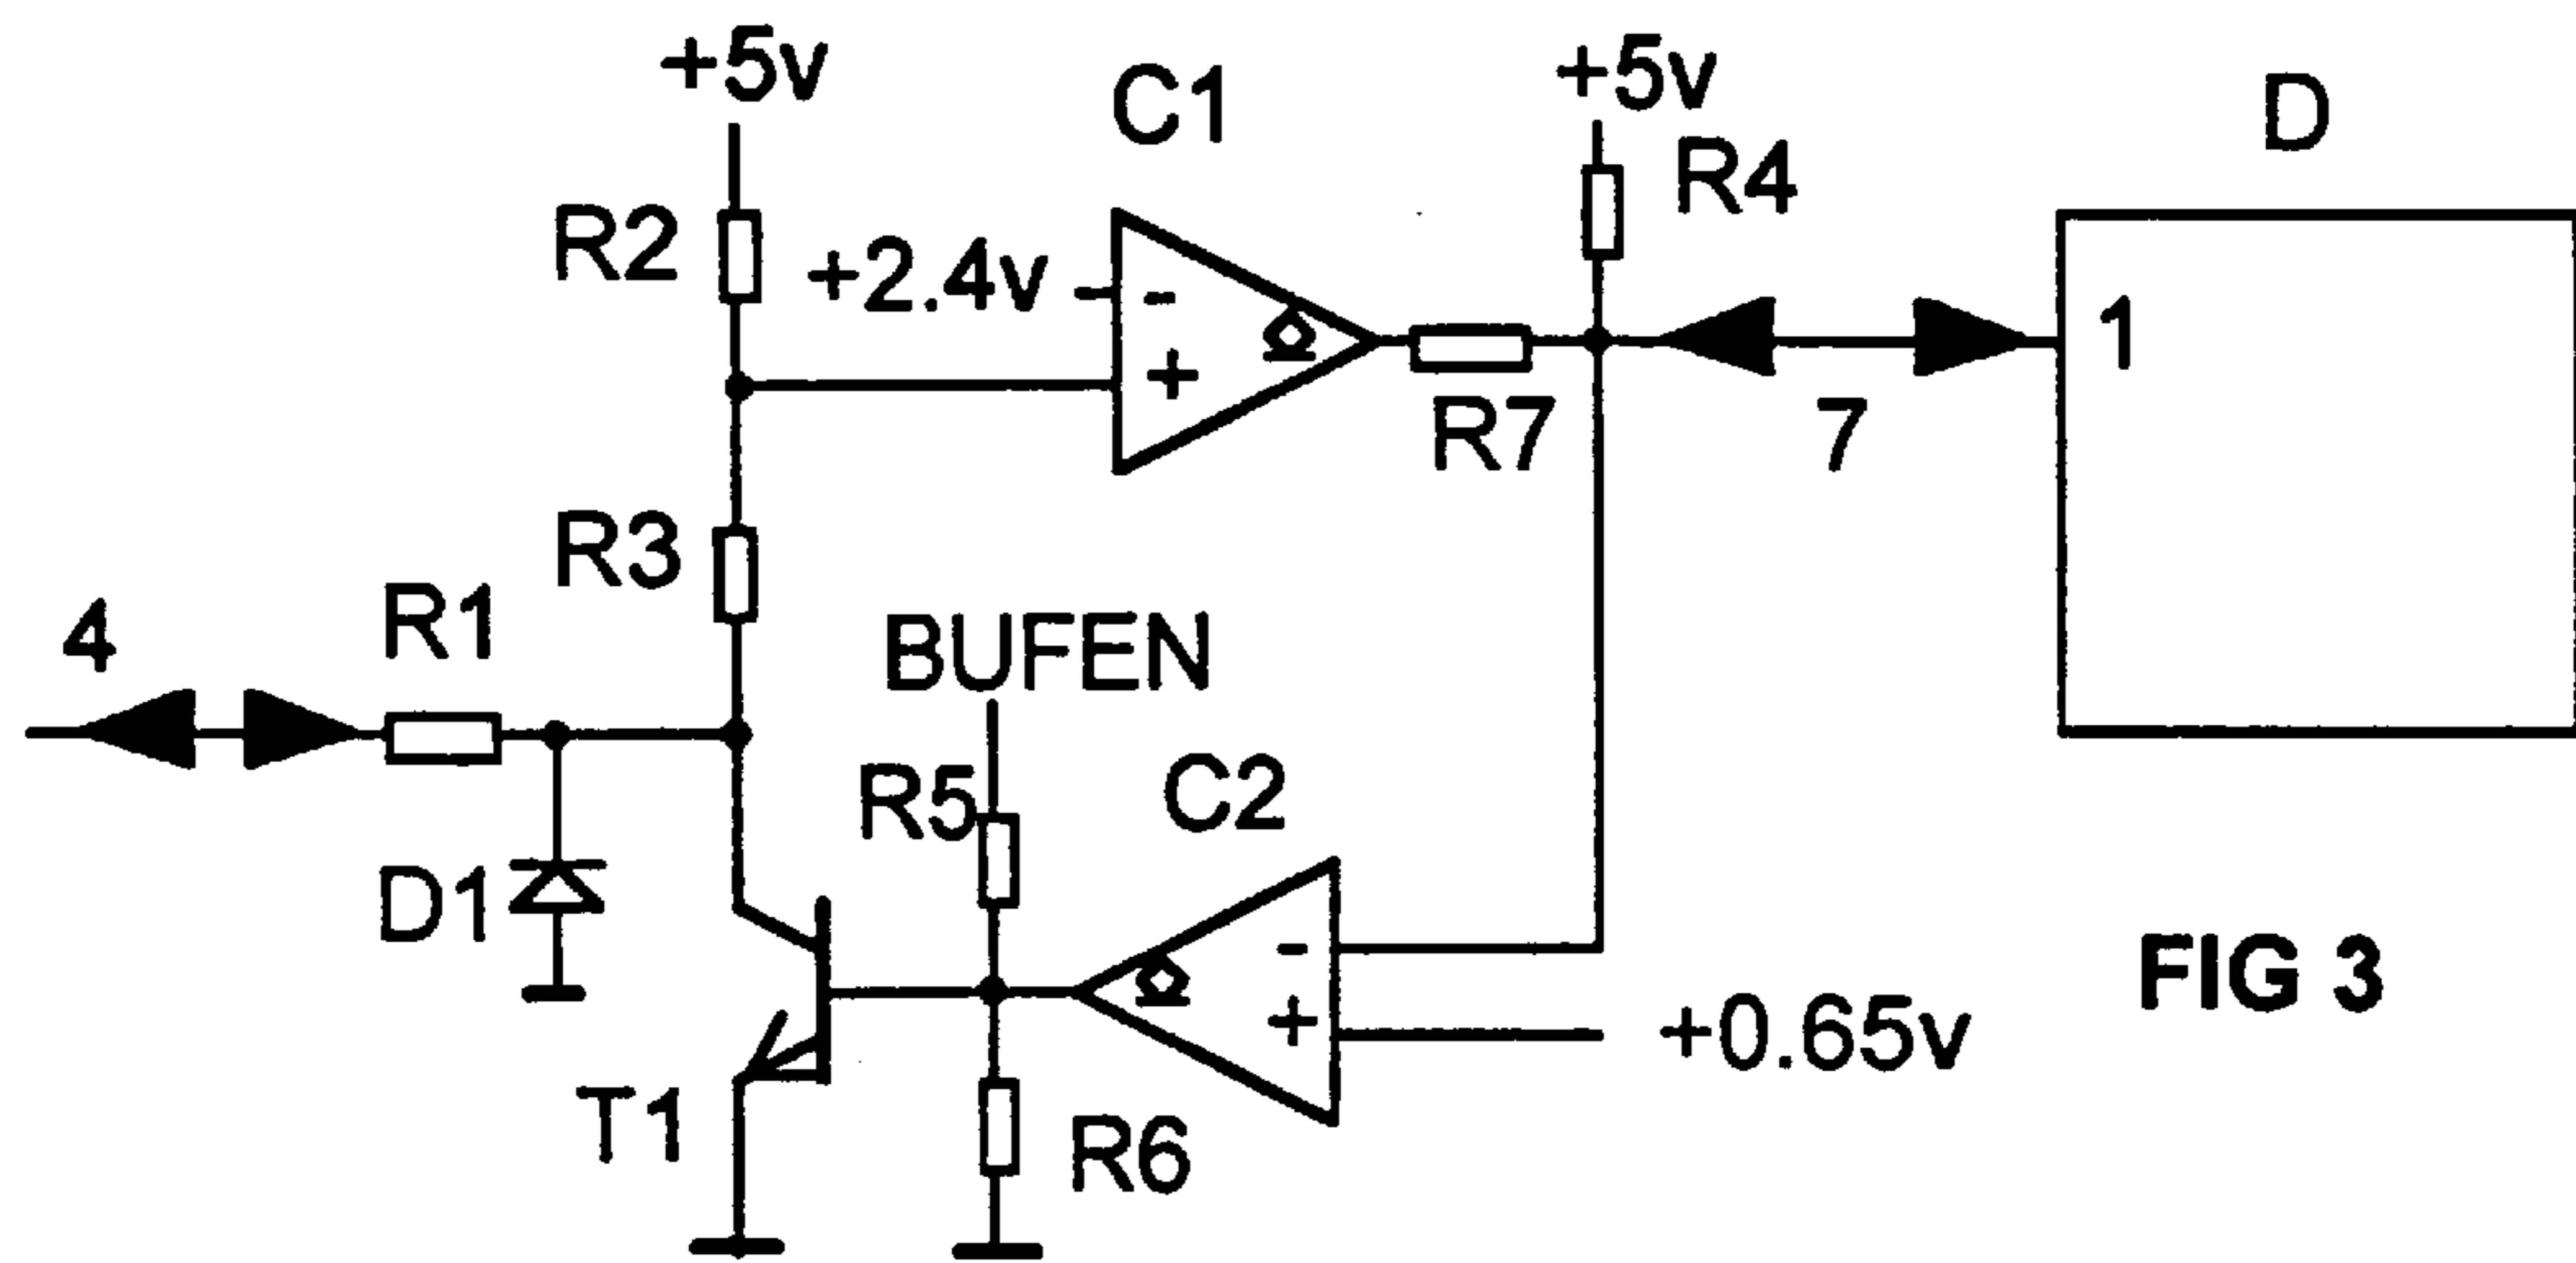 +5v
C1
+5v
D
R4
R2
+2.4v
-
+
1
R7
7
R3
4
R1
BUFEN
R5
C2
D1
-
+
+0.65v
FIG 3
T1
R6